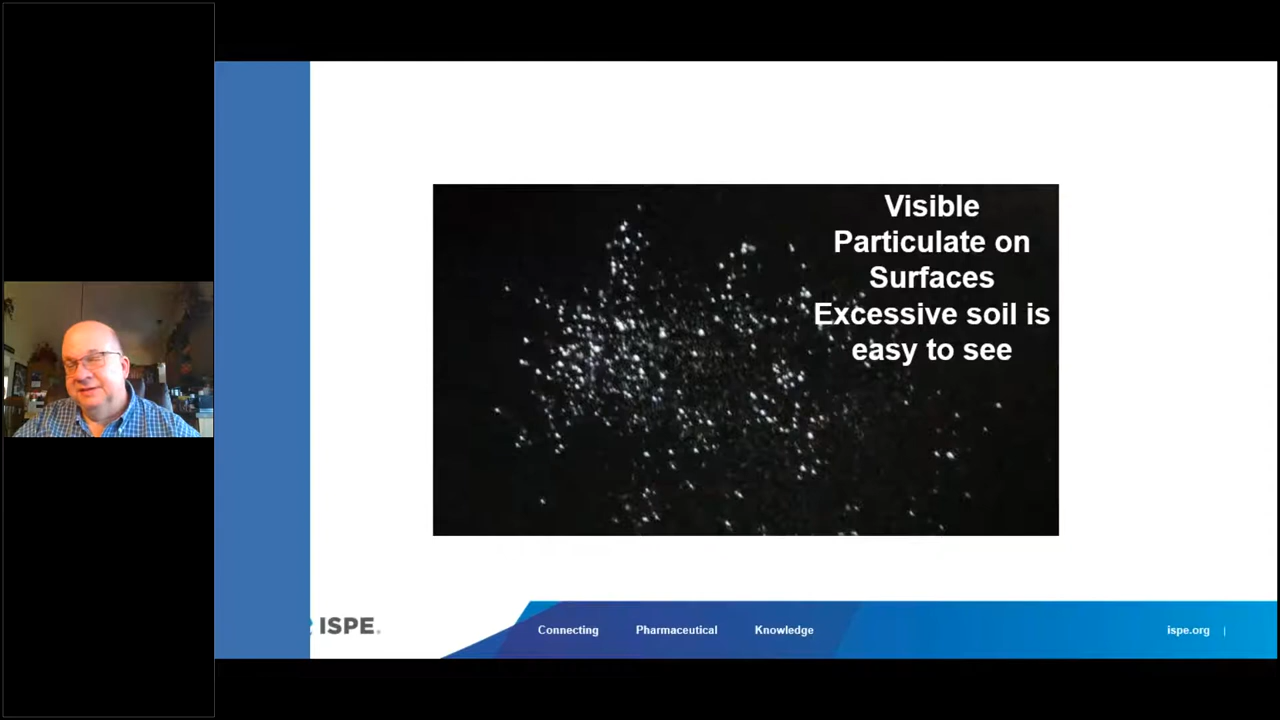 Visible
Particulate on
Surfaces
Excessive soil is
easy to see
ISPE.
Connecting Pharmaceutical Knowledge
ispe.org |